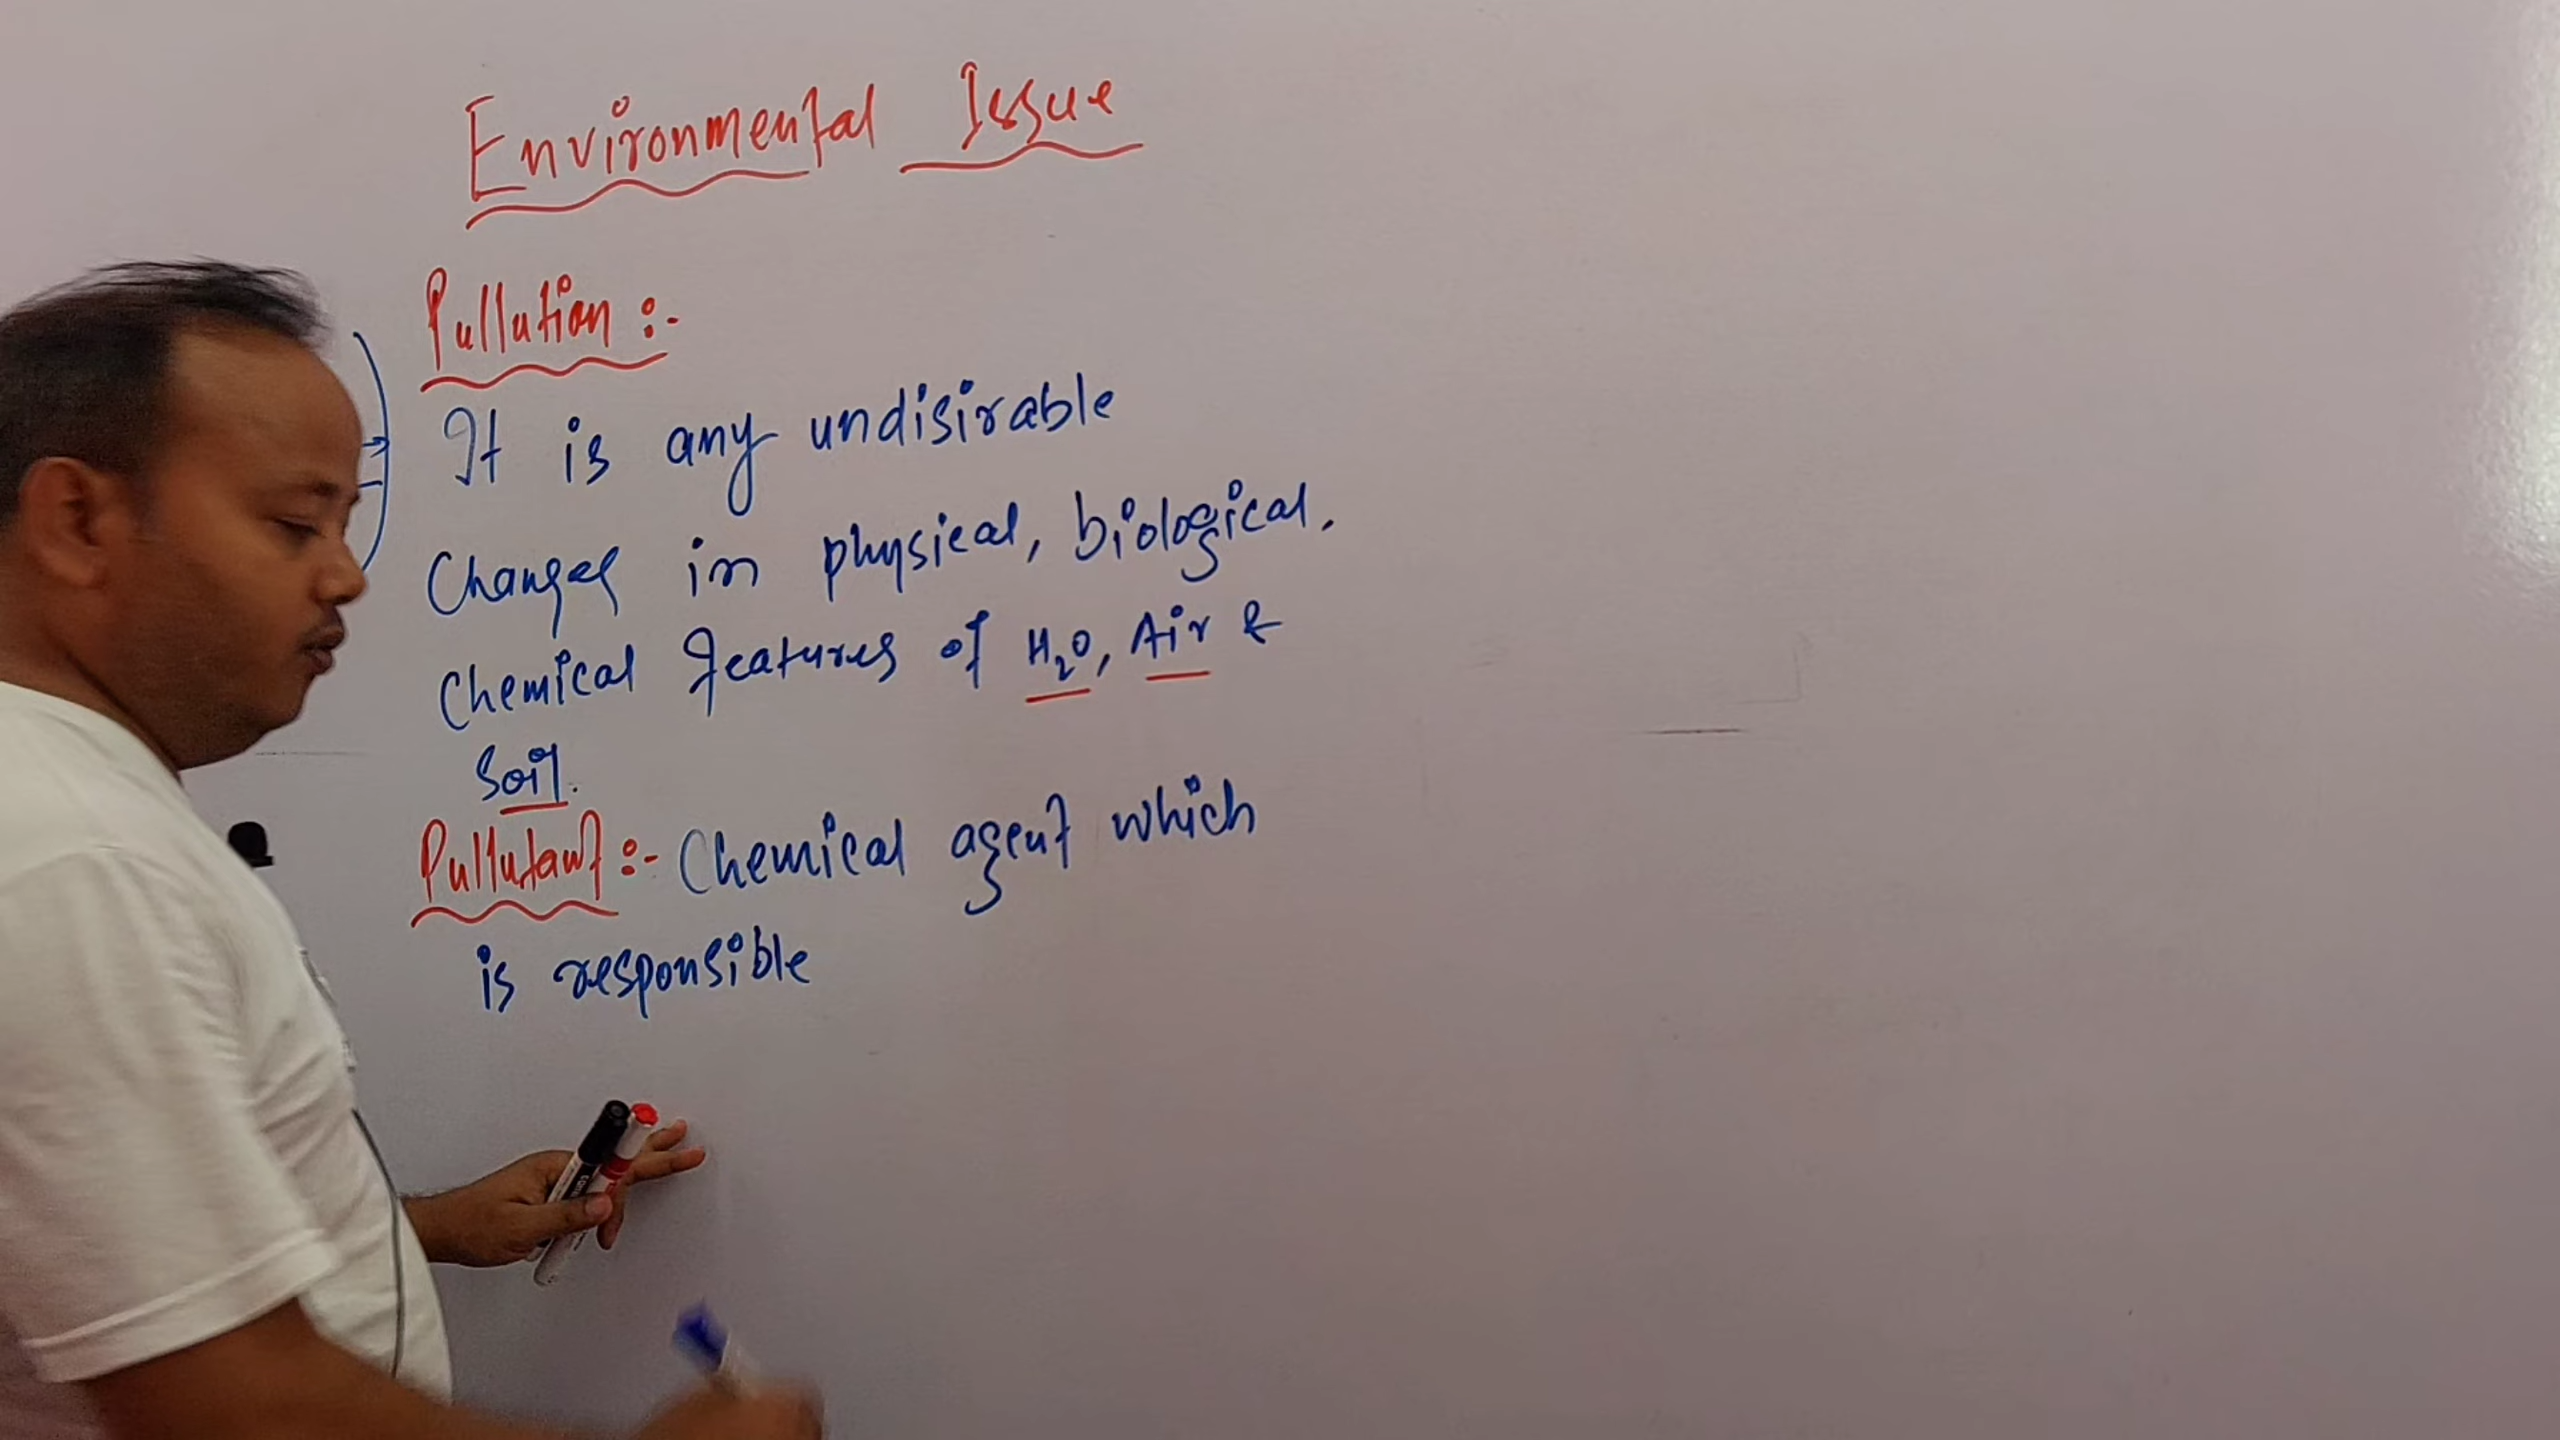 Environmental Issue
Pullution :-
It is any undisirable
Changes in physical, biological,
Chemical features of H₂O, Air &
Soil.
Pullutant :- Chemical agent which
is responsible